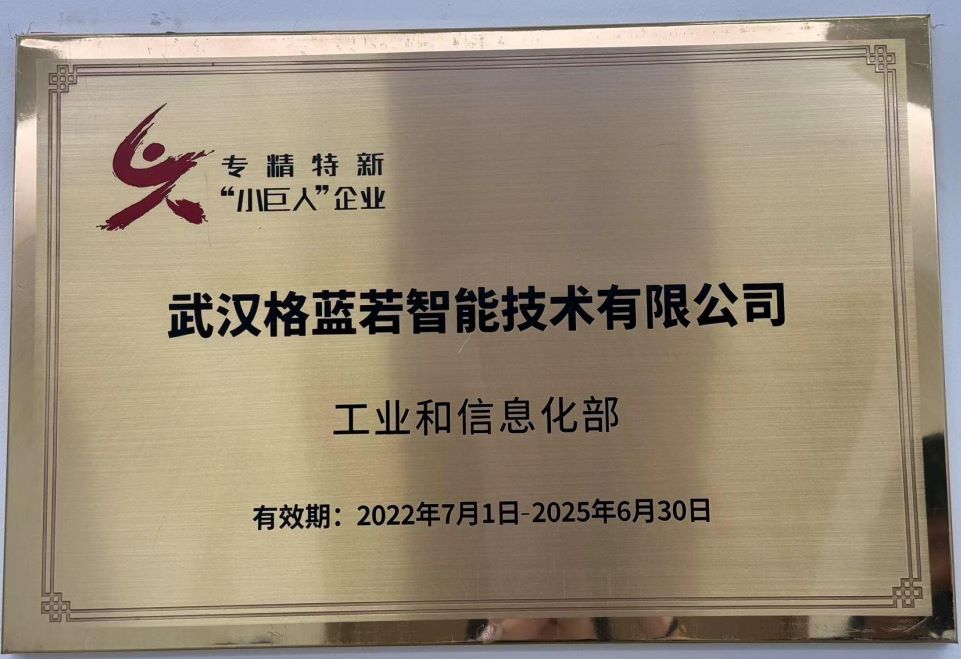 专精特新
“小巨人”企业
武汉格蓝若智能技术有限公司
工业和信息化部
有效期：2022年7月1日-2025年6月30日